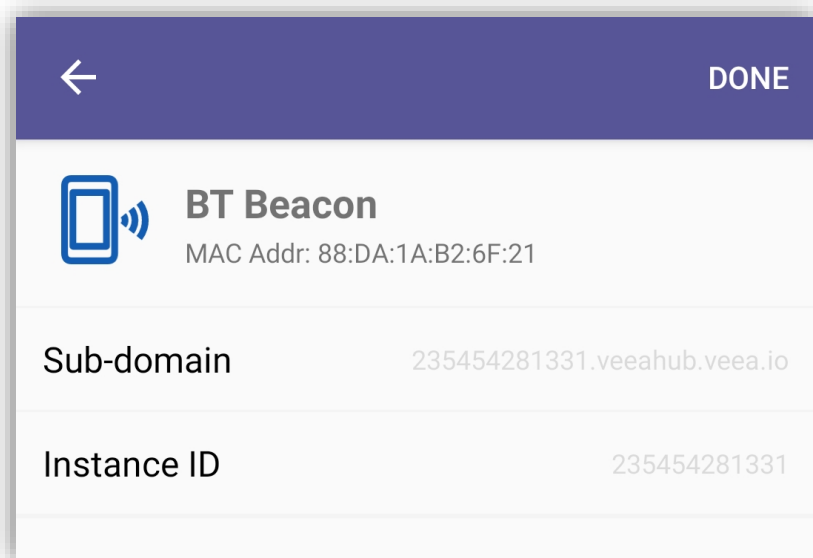 DONE
BT Beacon
MAC Addr: 88:DA:1A:B2:6F:21
Sub-domain 235454281331.veeahub.veea.io
Instance ID 235454281331